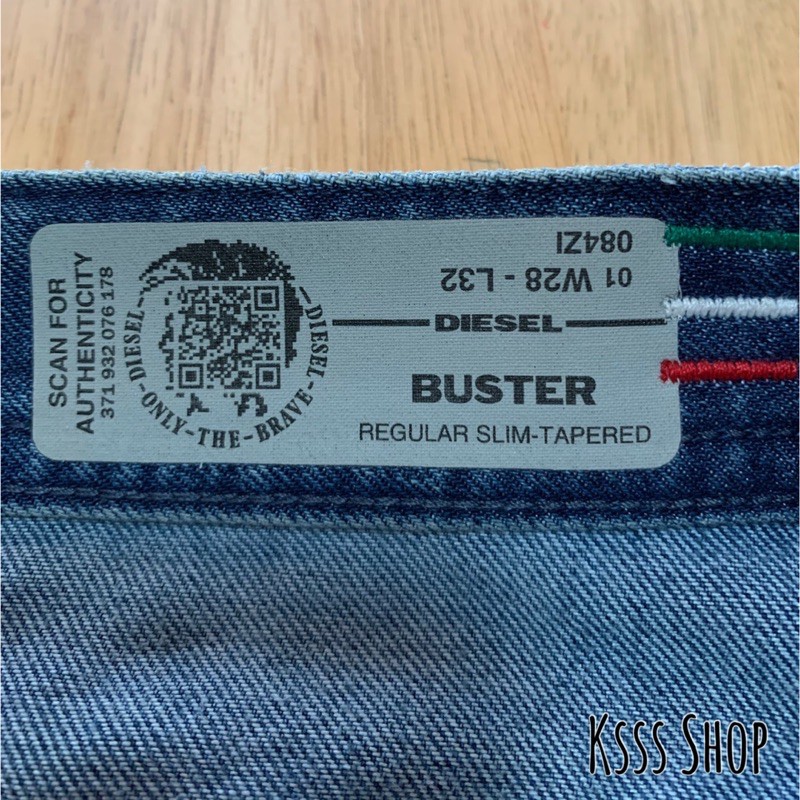 SCAN FOR
AUTHENTICITY
371 932 076 178
DIESEL
ONLY-THE-BRAVE
DIESEL
084ZI
01 W28 - L32
DIESEL
BUSTER
REGULAR SLIM-TAPERED
Ksss Shop